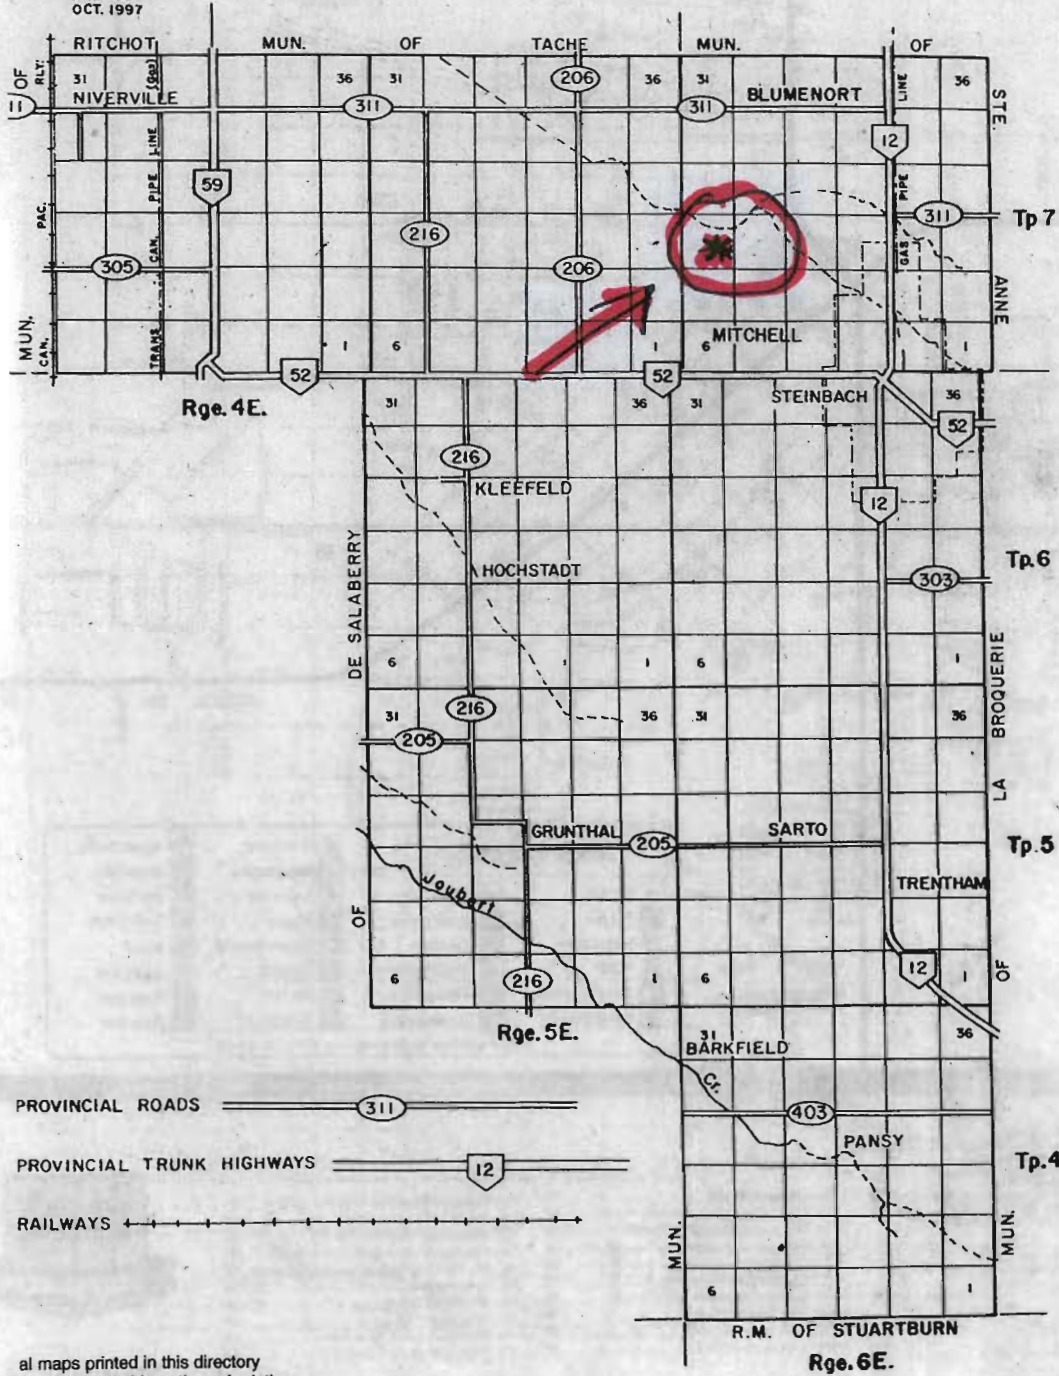 OCT. 1997
RITCHOT MUN. OF TACHE MUN. OF
OF
RLY.
31 (Gas) 36 31 206 36 31 36
11 NIVERVILLE 311 311 BLUMENORT LINE STE.
12
LINE
59 PIPE PIPE
PAC. 216 311 Tp 7
305 CAN. 206 GAS
ANNE
MUN.
CAN. TRANS 1 6 1 6 MITCHELL 1
52 52
Rge. 4E. 31 36 31 STEINBACH 36
52
216
KLEEFELD 12
DE SALABERRY HOCHSTADT Tp.6
303
6 1 1 6 1
BROQUERIE
31 216 36 31 36
205
LA
GRUNTHAL 205 SARTO Tp.5
Joubert TRENTHAM
OF
6 216 1 6 12 1 OF
Rge. 5E. 31 36
BARKFIELD
Cr.
PROVINCIAL ROADS 311 403
PANSY
PROVINCIAL TRUNK HIGHWAYS 12 Tp.4
RAILWAYS
MUN. MUN.
6 1
R.M. OF STUARTBURN
al maps printed in this directory
Rge. 6E.